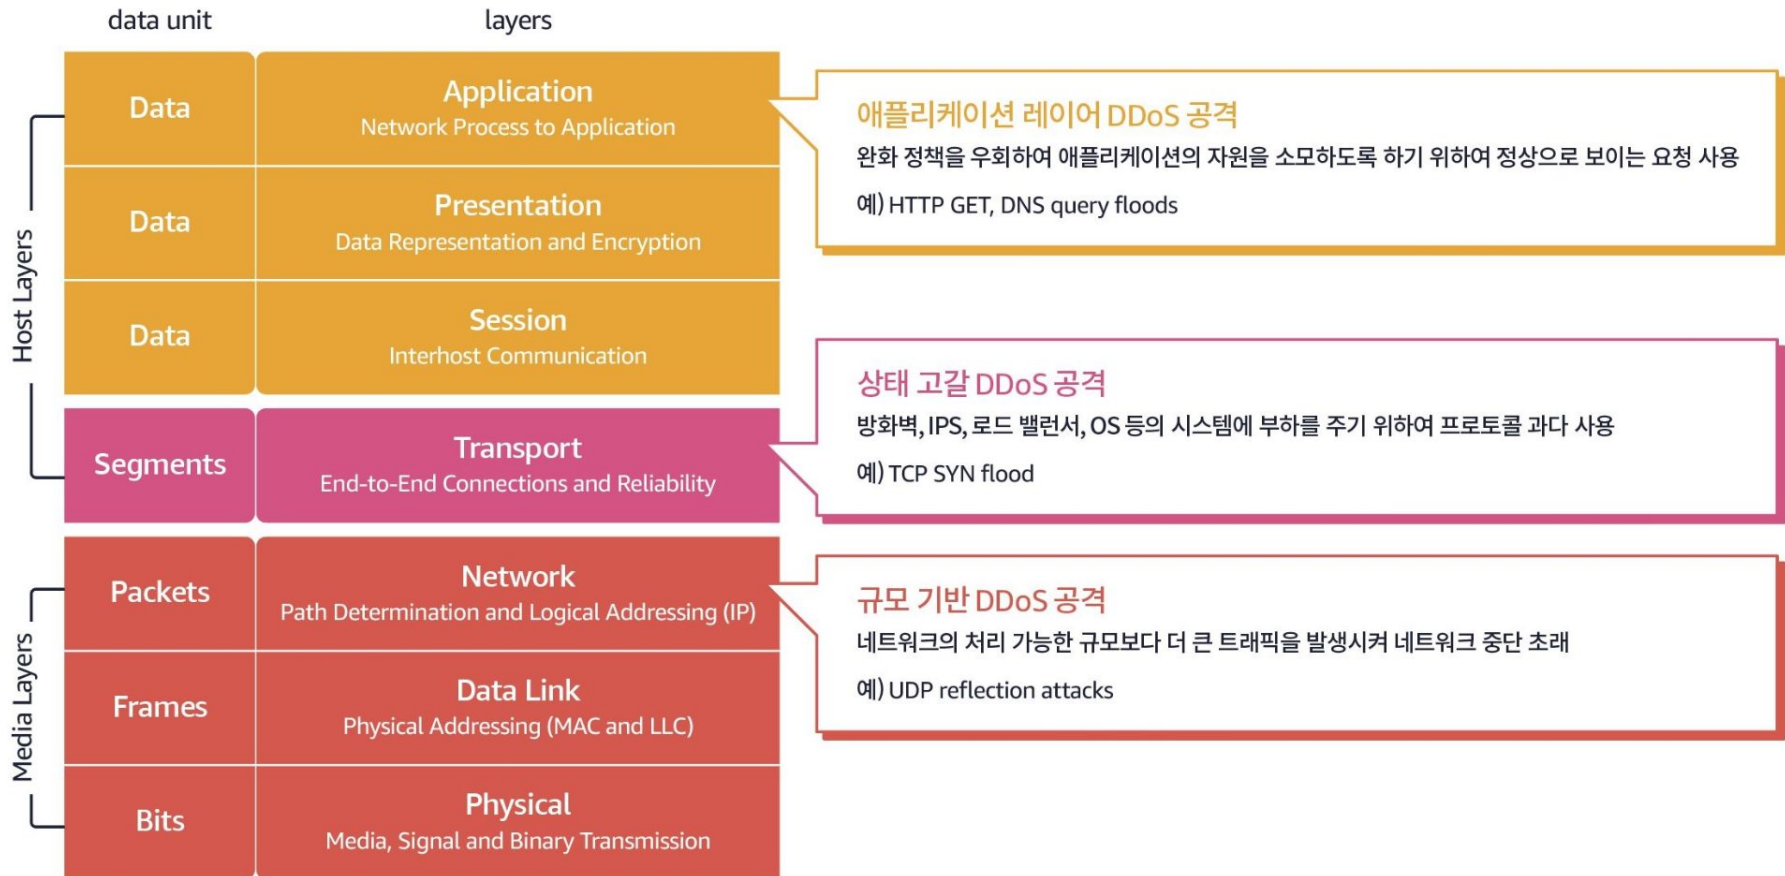 data unit
layers
Host Layers
Data
Application
Network Process to Application
Data
Presentation
Data Representation and Encryption
Data
Session
Interhost Communication
Segments
Transport
End-to-End Connections and Reliability
Media Layers
Packets
Network
Path Determination and Logical Addressing (IP)
Frames
Data Link
Physical Addressing (MAC and LLC)
Bits
Physical
Media, Signal and Binary Transmission
애플리케이션 레이어 DDoS 공격
완화 정책을 우회하여 애플리케이션의 자원을 소모하도록 하기 위하여 정상으로 보이는 요청 사용
예) HTTP GET, DNS query floods
상태 고갈 DDoS 공격
방화벽, IPS, 로드 밸런서, OS 등의 시스템에 부하를 주기 위하여 프로토콜 과다 사용
예) TCP SYN flood
규모 기반 DDoS 공격
네트워크의 처리 가능한 규모보다 더 큰 트래픽을 발생시켜 네트워크 중단 초래
예) UDP reflection attacks